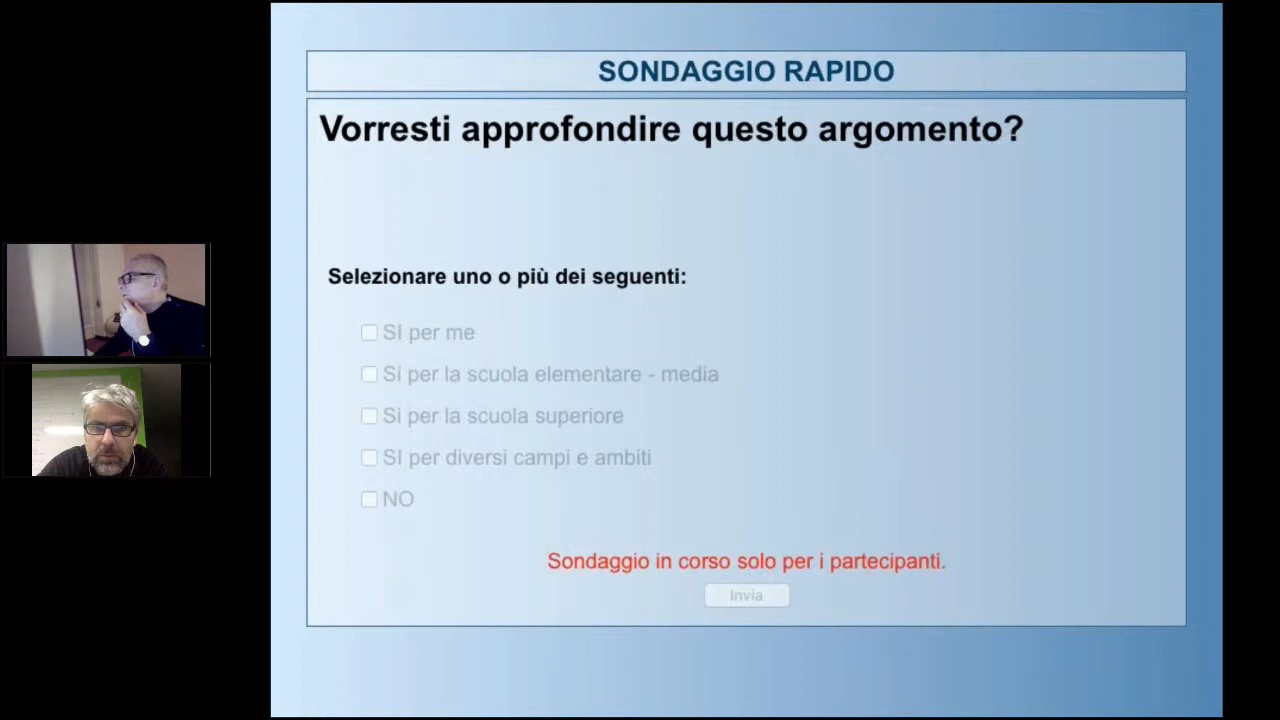 SONDAGGIO RAPIDO
Vorresti approfondire questo argomento?
Selezionare uno o più dei seguenti:
SI per me
Si per la scuola elementare - media
Si per la scuola superiore
SI per diversi campi e ambiti
NO
Sondaggio in corso solo per i partecipanti.
Invia